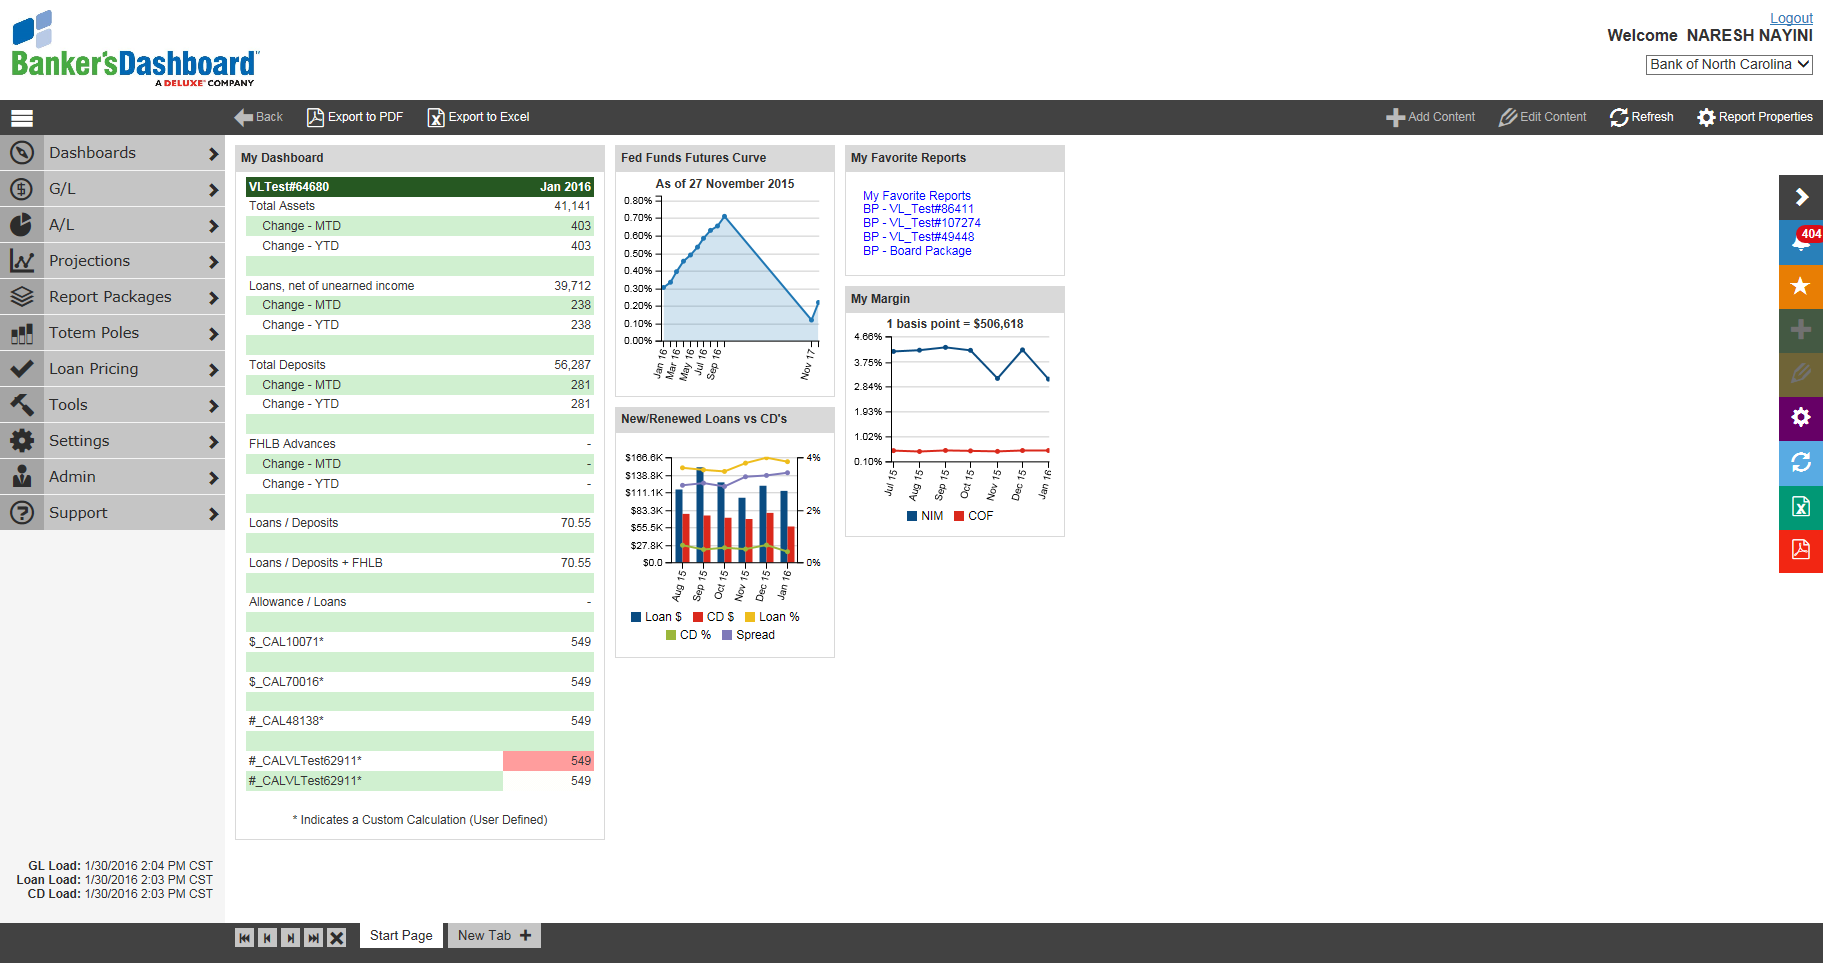 Logout
Banker'sDashboard
A DELUXE COMPANY
Welcome NARESH NAYINI
Bank of North Carolina
Back
Export to PDF
Export to Excel
Add Content
Edit Content
Refresh
Report Properties
Dashboards
G/L
A/L
Projections
Report Packages
Totem Poles
Loan Pricing
Tools
Settings
Admin
Support
GL Load: 1/30/2016 2:04 PM CST
Loan Load: 1/30/2016 2:03 PM CST
CD Load: 1/30/2016 2:03 PM CST
My Dashboard
VLTest#64680 Jan 2016
Total Assets 41,141
Change - MTD 403
Change - YTD 403
Loans, net of unearned income 39,712
Change - MTD 238
Change - YTD 238
Total Deposits 56,287
Change - MTD 281
Change - YTD 281
FHLB Advances -
Change - MTD -
Change - YTD -
Loans / Deposits 70.55
Loans / Deposits + FHLB 70.55
Allowance / Loans -
$_CAL10071* 549
$_CAL70016* 549
#_CAL48138* 549
#_CALVLTest62911* 549
#_CALVLTest62911* 549
* Indicates a Custom Calculation (User Defined)
Fed Funds Futures Curve
As of 27 November 2015
0.80%
0.70%
0.60%
0.50%
0.40%
0.30%
0.20%
0.10%
0.00%
Jan 16
Mar 16
May 16
Jul 16
Sep 16
Nov 17
New/Renewed Loans vs CD's
$166.6K
$138.8K
$111.1K
$83.3K
$55.5K
$27.8K
$0.0
4%
2%
0%
Aug 15
Sep 15
Oct 15
Nov 15
Dec 15
Jan 16
Loan $ CD $ Loan %
CD % Spread
My Favorite Reports
My Favorite Reports
BP - VL_Test#86411
BP - VL_Test#107274
BP - VL_Test#49448
BP - Board Package
My Margin
1 basis point = $506,618
4.66%
3.75%
2.84%
1.93%
1.02%
0.10%
Jul 15
Aug 15
Sep 15
Oct 15
Nov 15
Dec 15
Jan 16
NIM COF
404
Start Page
New Tab